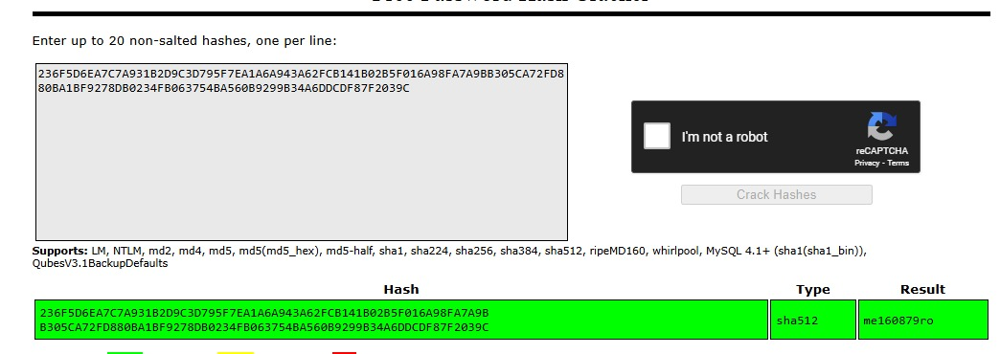 Enter up to 20 non-salted hashes, one per line:
236F5D6EA7C7A931B2D9C3D795F7EA1A6A943A62FCB141B02B5F016A98FA7A9BB305CA72FD8
80BA1BF9278DB0234FB063754BA560B9299B34A6DDCDF87F2039C
I'm not a robot
reCAPTCHA
Privacy - Terms
Crack Hashes
Supports: LM, NTLM, md2, md4, md5, md5(md5_hex), md5-half, sha1, sha224, sha256, sha384, sha512, ripeMD160, whirlpool, MySQL 4.1+ (sha1(sha1_bin)),
QubesV3.1BackupDefaults
Hash Type Result
236F5D6EA7C7A931B2D9C3D795F7EA1A6A943A62FCB141B02B5F016A98FA7A9B
B305CA72FD880BA1BF9278DB0234FB063754BA560B9299B34A6DDCDF87F2039C
sha512
me160879ro